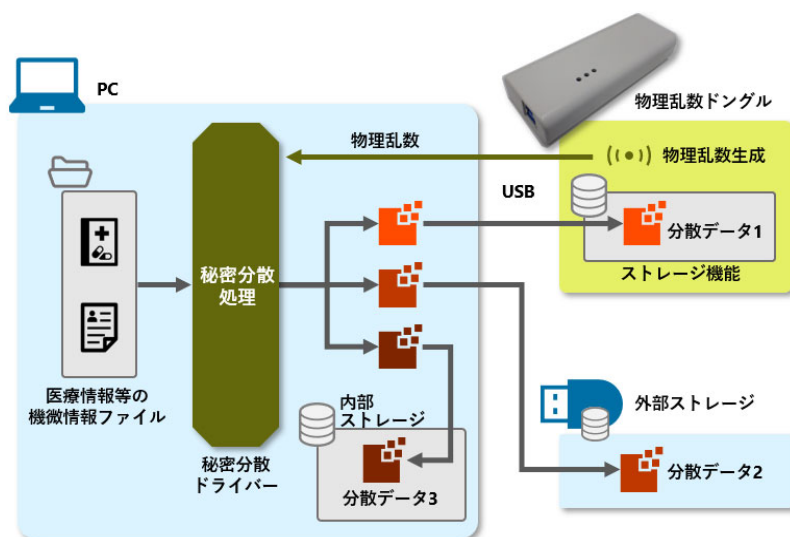 PC
物理乱数ドングル
物理乱数
物理乱数生成
USB
分散データ1
ストレージ機能
秘密分散
処理
医療情報等の
機微情報ファイル
内部
ストレージ
外部ストレージ
秘密分散
ドライバー
分散データ3
分散データ2